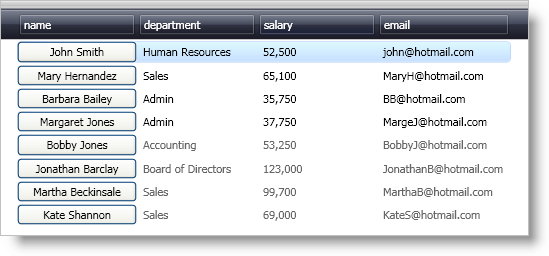 name department salary email
John Smith Human Resources 52,500 john@hotmail.com
Mary Hernandez Sales 65,100 MaryH@hotmail.com
Barbara Bailey Admin 35,750 BB@hotmail.com
Margaret Jones Admin 37,750 MargeJ@hotmail.com
Bobby Jones Accounting 53,250 BobbyJ@hotmail.com
Jonathan Barclay Board of Directors 123,000 JonathanB@hotmail.com
Martha Beckinsale Sales 99,700 MarthaB@hotmail.com
Kate Shannon Sales 69,000 KateS@hotmail.com